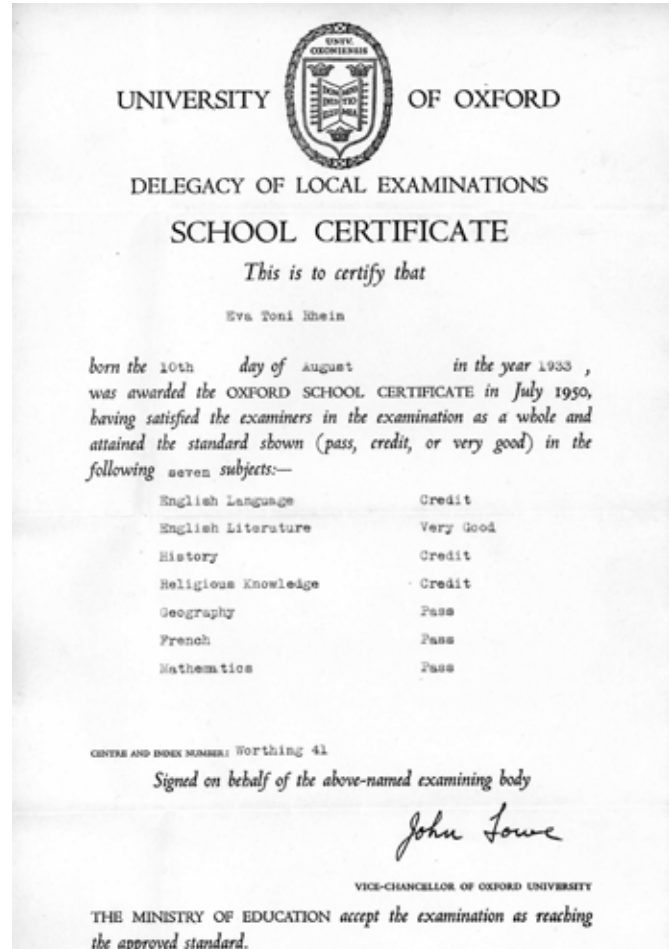 UNIV.
OXONIENSIS
UNIVERSITY OF OXFORD
DELEGACY OF LOCAL EXAMINATIONS
SCHOOL CERTIFICATE
This is to certify that
Eva Toni Rhein
born the 10th day of August in the year 1933 ,
was awarded the OXFORD SCHOOL CERTIFICATE in July 1950,
having satisfied the examiners in the examination as a whole and
attained the standard shown (pass, credit, or very good) in the
following seven subjects:—
English Language Credit
English Literature Very Good
History Credit
Religious Knowledge Credit
Geography Pass
French Pass
Mathematics Pass
CENTRE AND INDEX NUMBER: Worthing 41
Signed on behalf of the above-named examining body
John Lowe
VICE-CHANCELLOR OF OXFORD UNIVERSITY
THE MINISTRY OF EDUCATION accept the examination as reaching
the approved standard.